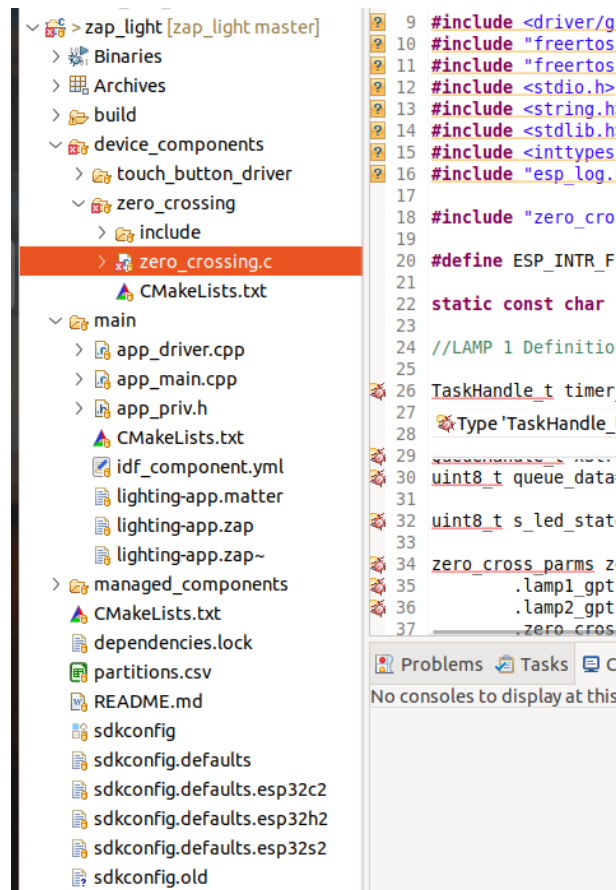 > zap_light [zap_light master]
Binaries
Archives
build
device_components
touch_button_driver
zero_crossing
include
zero_crossing.c
CMakeLists.txt
main
app_driver.cpp
app_main.cpp
app_priv.h
CMakeLists.txt
idf_component.yml
lighting-app.matter
lighting-app.zap
lighting-app.zap~
managed_components
CMakeLists.txt
dependencies.lock
partitions.csv
README.md
sdkconfig
sdkconfig.defaults
sdkconfig.defaults.esp32c2
sdkconfig.defaults.esp32h2
sdkconfig.defaults.esp32s2
sdkconfig.old
9 #include <driver/g
10 #include "freertos
11 #include "freertos
12 #include <stdio.h>
13 #include <string.h
14 #include <stdlib.h
15 #include <inttypes
16 #include "esp_log.
17
18 #include "zero_cro
19
20 #define ESP_INTR_F
21
22 static const char
23
24 //LAMP 1 Definitio
25
26 TaskHandle_t timer
27
Type 'TaskHandle_
28
29
30 uint8_t queue_data
31
32 uint8_t s_led_stat
33
34 zero_cross_parms z
35 .lamp1_gpt
36 .lamp2_gpt
37 .zero_cros
Problems Tasks C
No consoles to display at this